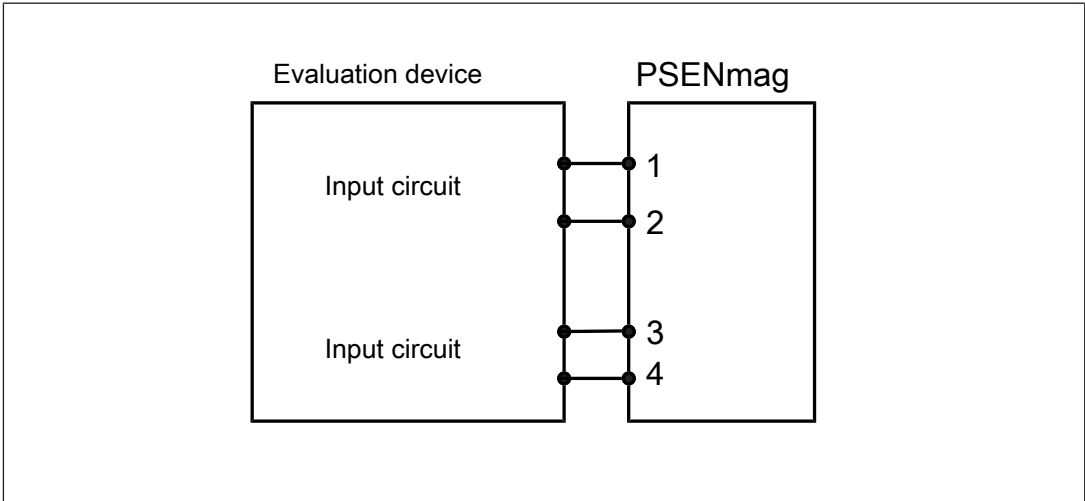 Evaluation device
PSENmag
Input circuit
1
2
Input circuit
3
4